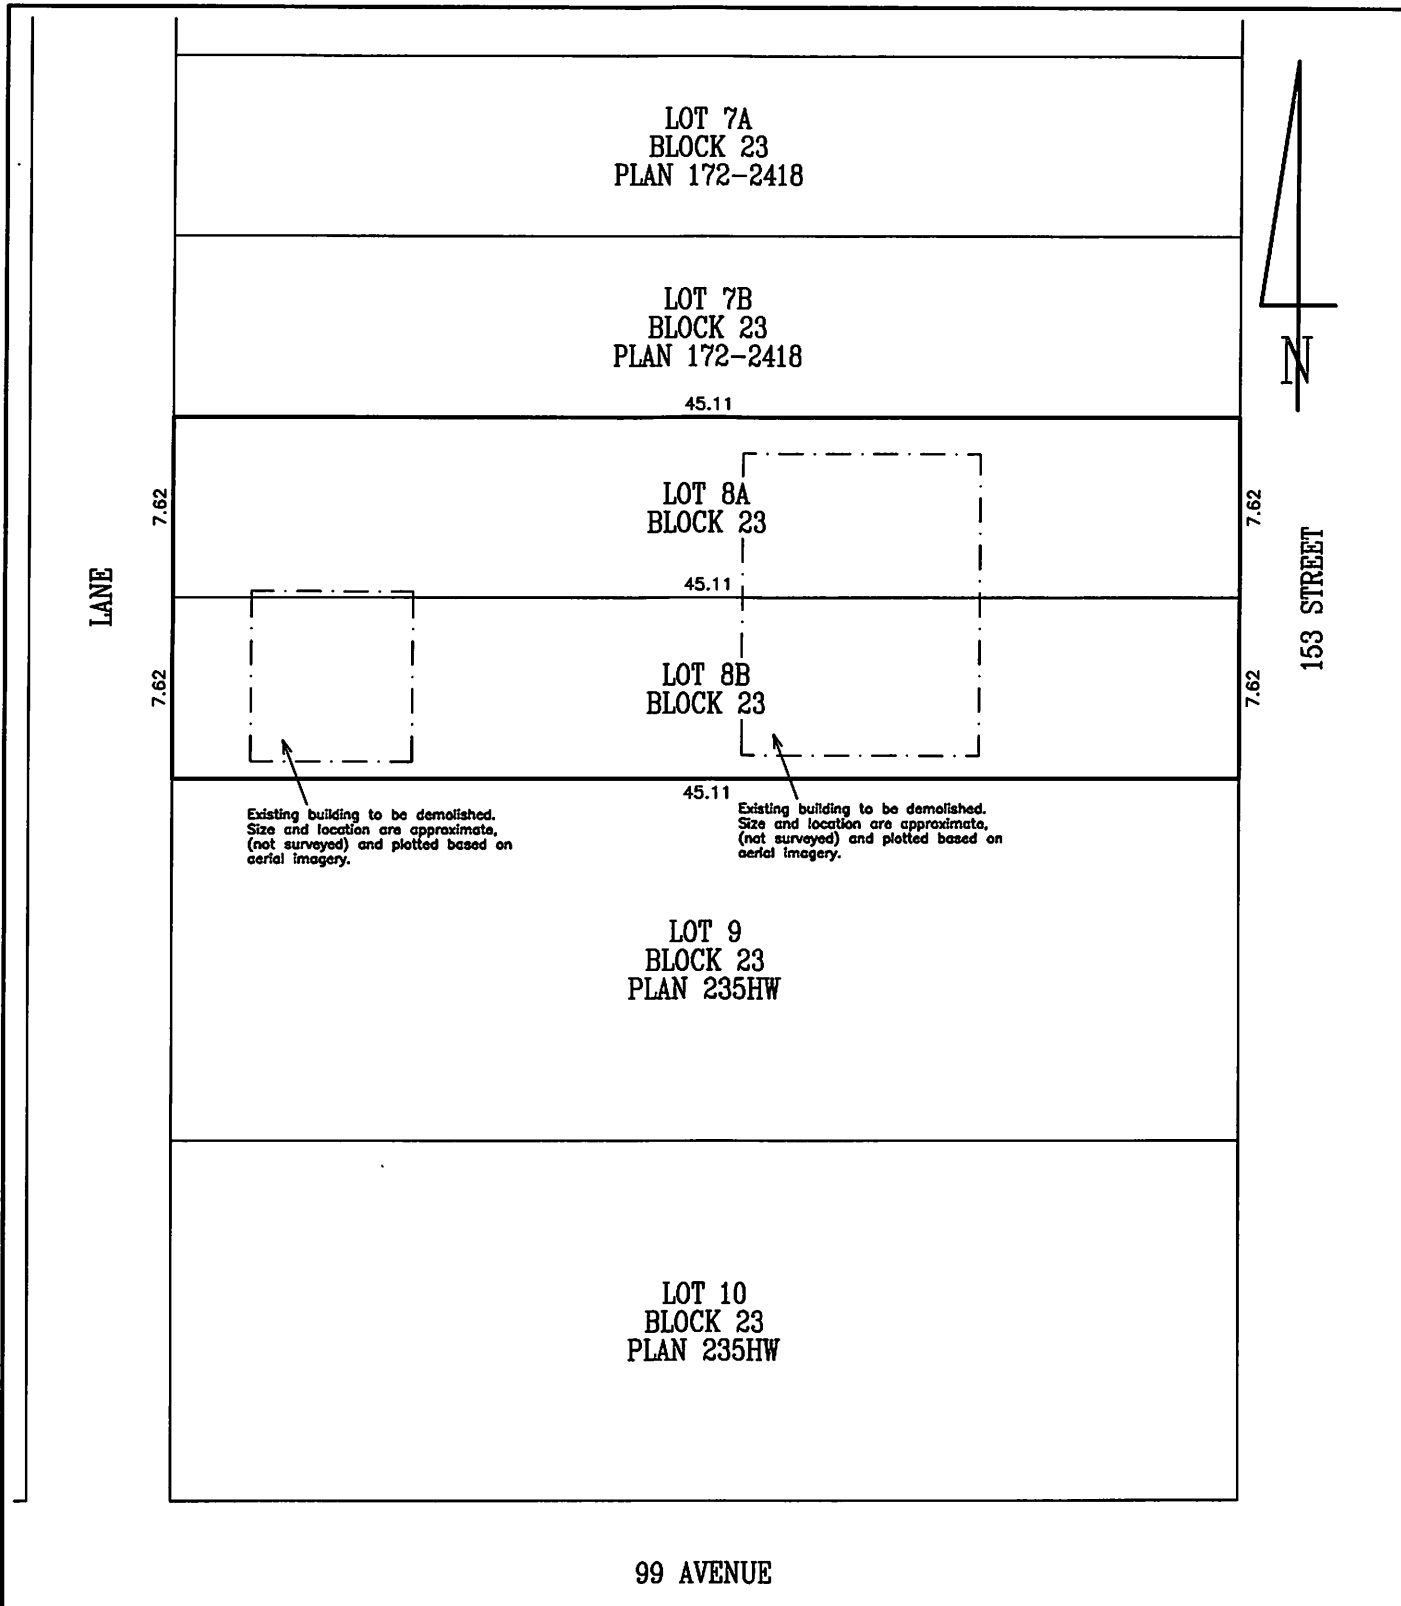 LOT 7A
BLOCK 23
PLAN 172-2418
LOT 7B
BLOCK 23
PLAN 172-2418
N
45.11
7.62
LOT 8A
BLOCK 23
7.62
LANE
45.11
153 STREET
7.62
LOT 8B
BLOCK 23
7.62
45.11
Existing building to be demolished.
Size and location are approximate,
(not surveyed) and plotted based on
aerial imagery.
Existing building to be demolished.
Size and location are approximate,
(not surveyed) and plotted based on
aerial imagery.
LOT 9
BLOCK 23
PLAN 235HW
LOT 10
BLOCK 23
PLAN 235HW
99 AVENUE